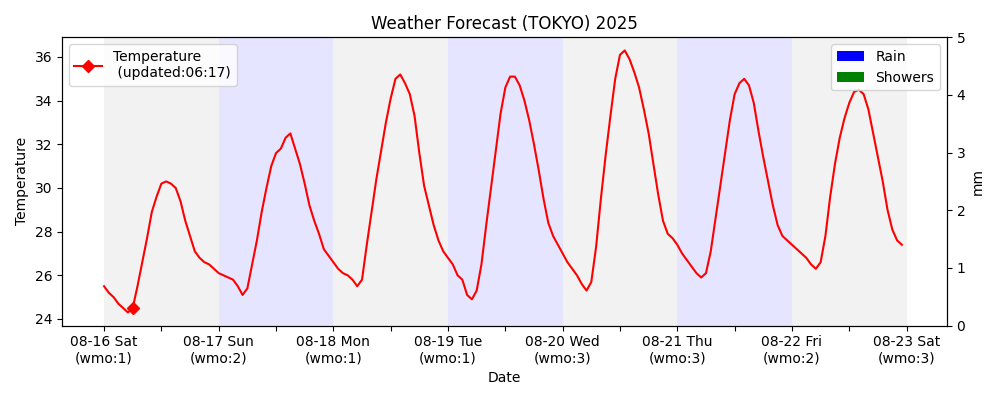 Weather Forecast (TOKYO) 2025
Temperature
(updated:06:17)
Rain
Showers
36
34
32
30
28
26
24
Temperature
5
4
3
2
1
0
mm
08-16 Sat
(wmo:1)
08-17 Sun
(wmo:2)
08-18 Mon
(wmo:1)
08-19 Tue
(wmo:1)
08-20 Wed
(wmo:3)
08-21 Thu
(wmo:3)
08-22 Fri
(wmo:2)
08-23 Sat
(wmo:3)
Date